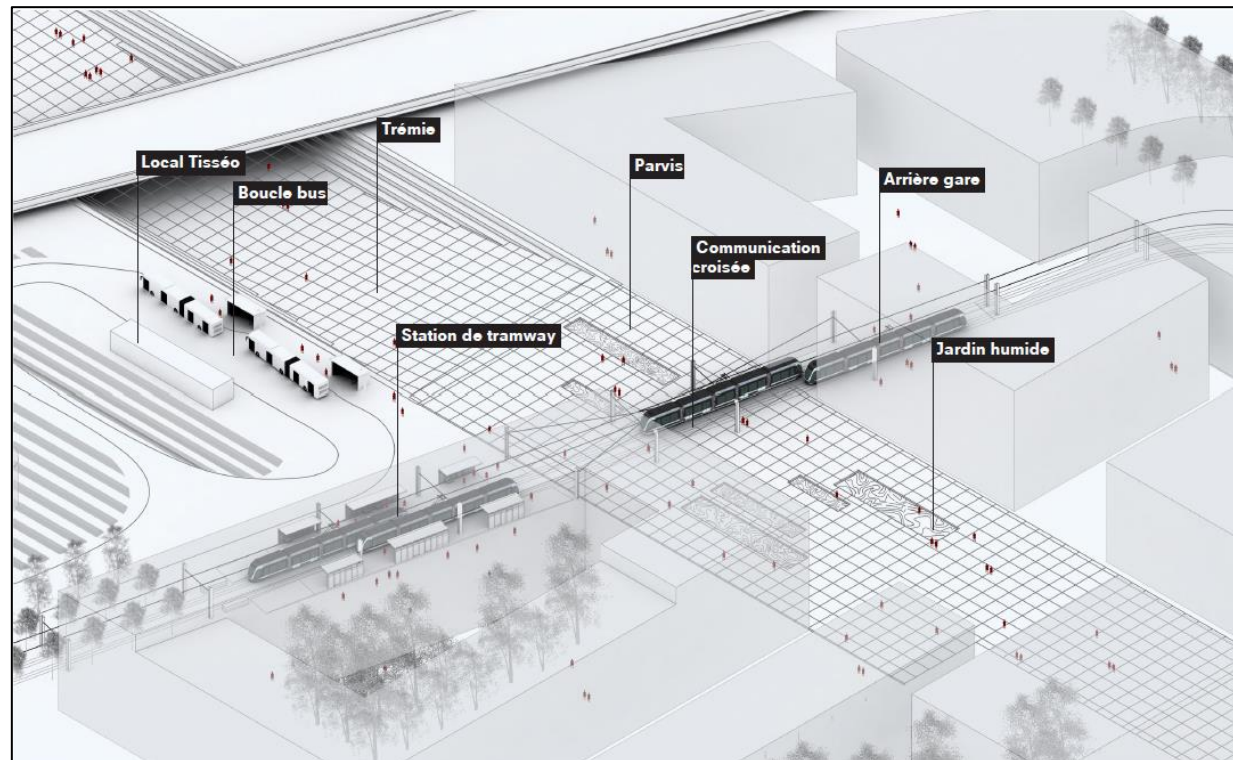 Trémie
Local Tisséo
Boucle bus
Parvis
Arrière gare
Communication
croisée
Station de tramway
Jardin humide